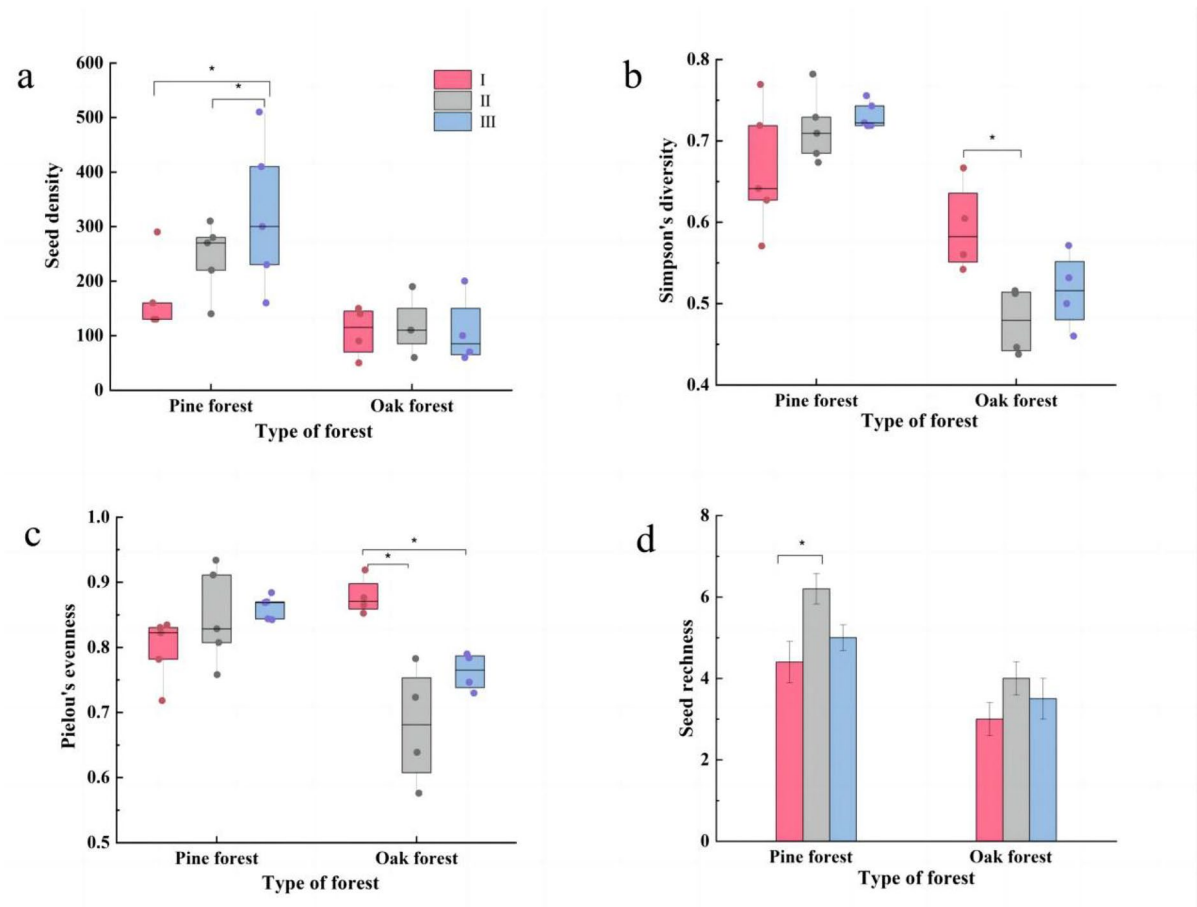 a
600
500
400
300
200
100
0
Seed density
*
*
I
II
III
Pine forest
Oak forest
Type of forest
b
0.8
0.7
0.6
0.5
0.4
Simpson's diversity
*
Pine forest
Oak forest
Type of forest
c
1.0
0.9
0.8
0.7
0.6
0.5
Pielou's evenness
*
*
Pine forest
Oak forest
Type of forest
d
8
6
4
2
0
Seed rechness
*
Pine forest
Oak forest
Type of forest